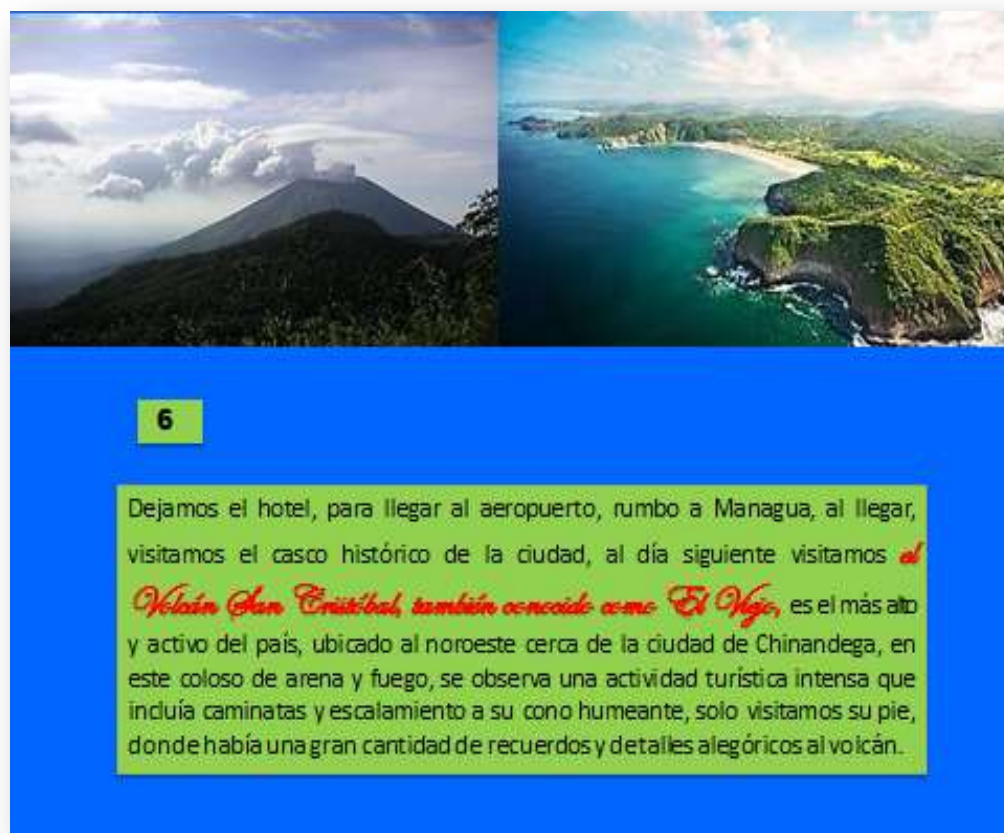 6
Dejamos el hotel, para llegar al aeropuerto, rumbo a Managua, al llegar,
visitamos el casco histórico de la ciudad, al día siguiente visitamos el
Volcán San Cristóbal, también conocido como El Viejo, es el más alto
y activo del país, ubicado al noroeste cerca de la ciudad de Chinandega, en
este coloso de arena y fuego, se observa una actividad turística intensa que
incluía caminatas y escalamiento a su cono humeante, solo visitamos su pie,
donde había una gran cantidad de recuerdos y detalles alegóricos al volcán.